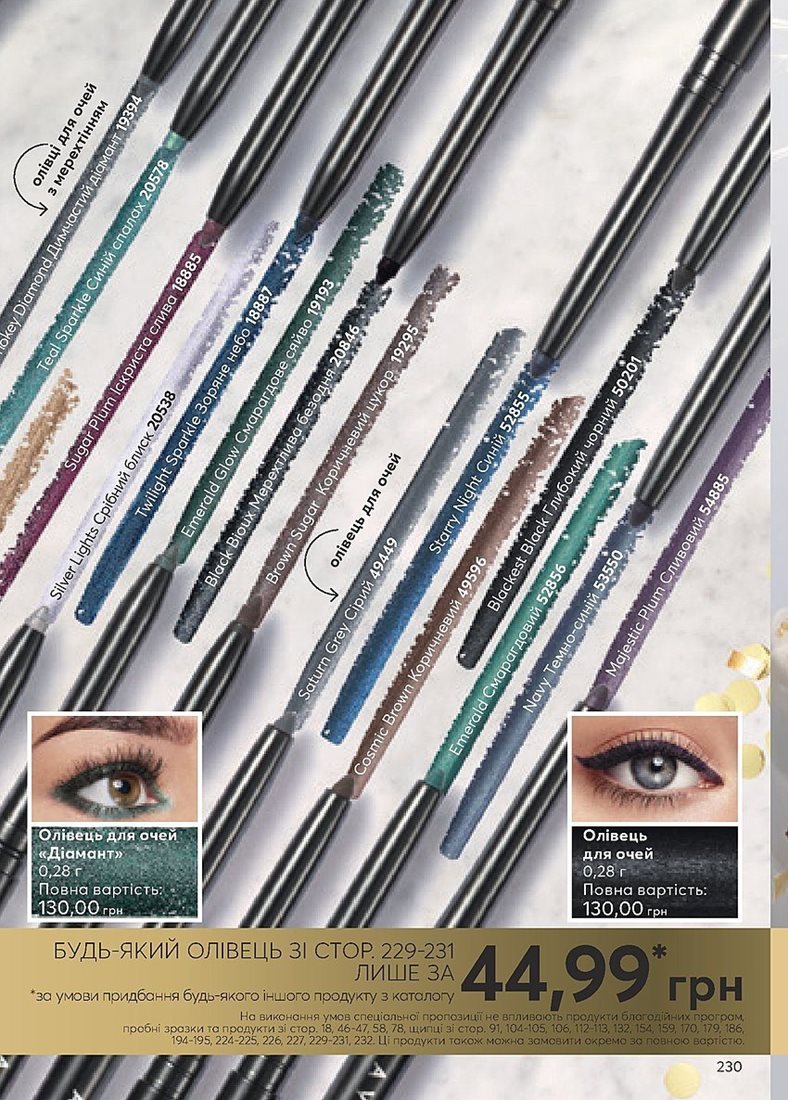 олівці для очей
з мерехтінням
Diamond Димчастий діамант 19394
Teal Sparkle Синій спалах 20578
Sugar Plum Іскриста слива 18885
Silver Lights Срібний блиск 20538
Twilight Sparkle Зоряне небо 18887
Emerald Glow Смарагдове сяйво 19193
Black Bioux Мерехтлива безодня 20846
Brown Sugar Коричневий цукор 19295
олівець для очей
Saturn Grey Сірий 49449
Starry Night Синій 52855
Cosmic Brown Коричневий 49596
Blackest Black Глибокий чорний 50201
Emerald Смарагдовий 52856
Navy Темно-синій 53550
Majestic Plum Сливовий 54885
Олівець для очей
«Діамант»
0,28 г
Повна вартість:
130,00 грн
Олівець
для очей
0,28 г
Повна вартість:
130,00 грн
БУДЬ-ЯКИЙ ОЛІВЕЦЬ ЗІ СТОР. 229-231
ЛИШЕ ЗА
44,99* грн
*за умови придбання будь-якого іншого продукту з каталогу
На виконання умов спеціальної пропозиції не впливають продукти благодійних програм,
пробні зразки та продукти зі стор. 18, 46-47, 58, 78, щипці зі стор. 91, 104-105, 106, 112-113, 132, 154, 159, 170, 179, 186,
194-195, 224-225, 226, 227, 229-231, 232. Ці продукти також можна замовити окремо за повною вартістю.
230